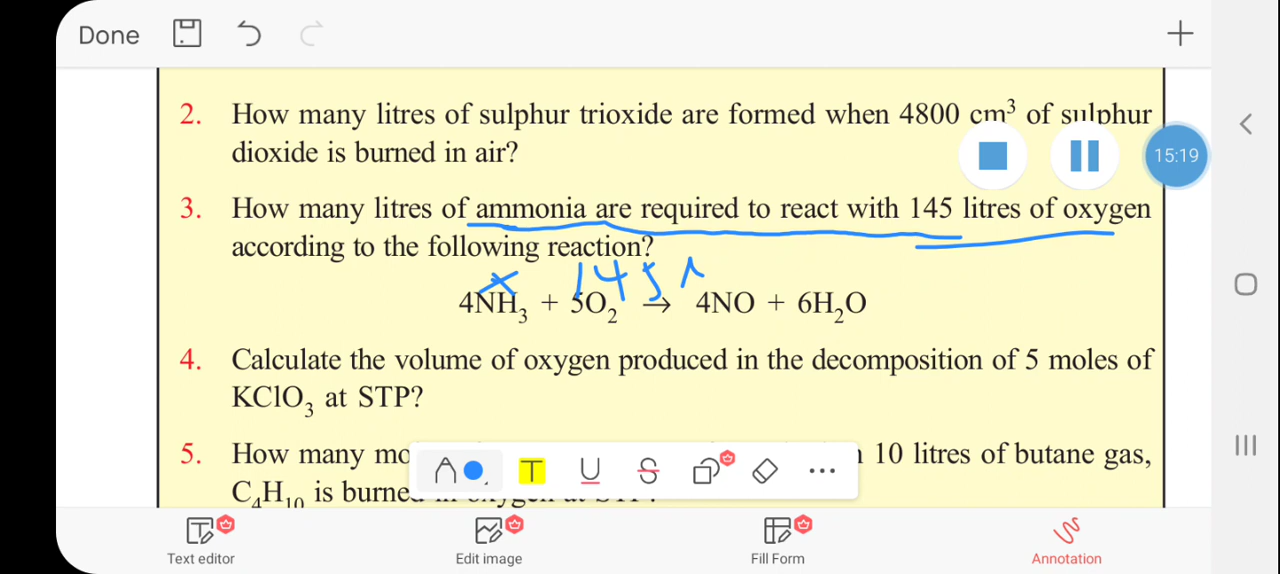 Done
2. How many litres of sulphur trioxide are formed when 4800 cm³ of sulphur
dioxide is burned in air?
15:19
3. How many litres of ammonia are required to react with 145 litres of oxygen
according to the following reaction?
x 145
4NH₃ + 5O₂ → 4NO + 6H₂O
4. Calculate the volume of oxygen produced in the decomposition of 5 moles of
KClO₃ at STP?
5. How many mo 10 litres of butane gas,
C₄H₁₀ is burne
T U S
Text editor Edit image Fill Form Annotation